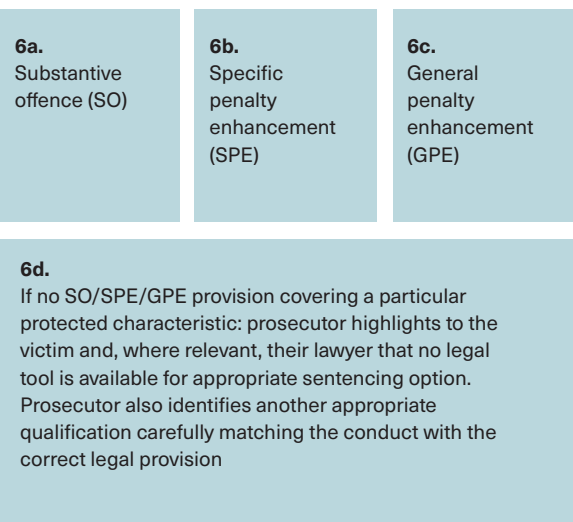 6a.
Substantive
offence (SO)
6b.
Specific
penalty
enhancement
(SPE)
6c.
General
penalty
enhancement
(GPE)
6d.
If no SO/SPE/GPE provision covering a particular
protected characteristic: prosecutor highlights to the
victim and, where relevant, their lawyer that no legal
tool is available for appropriate sentencing option.
Prosecutor also identifies another appropriate
qualification carefully matching the conduct with the
correct legal provision